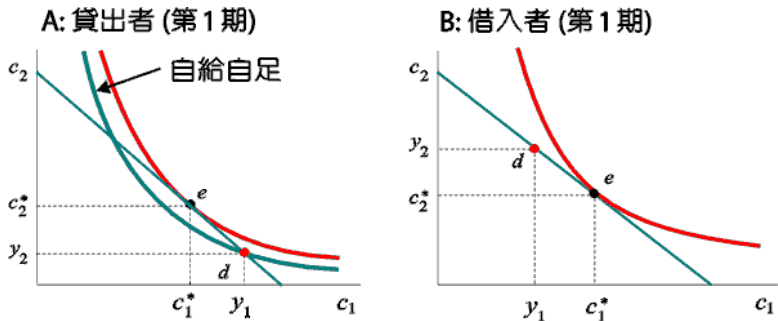 A: 貸出者 (第1期)
c₂
自給自足
e
c₂*
y₂
d
c₁*
y₁
c₁
B: 借入者 (第1期)
c₂
y₂
d
e
c₂*
y₁
c₁*
c₁